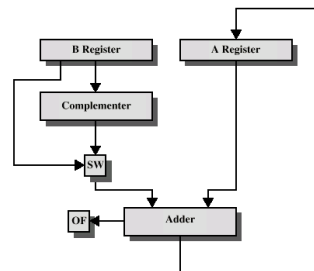 B Register
A Register
Complementer
SW
OF
Adder